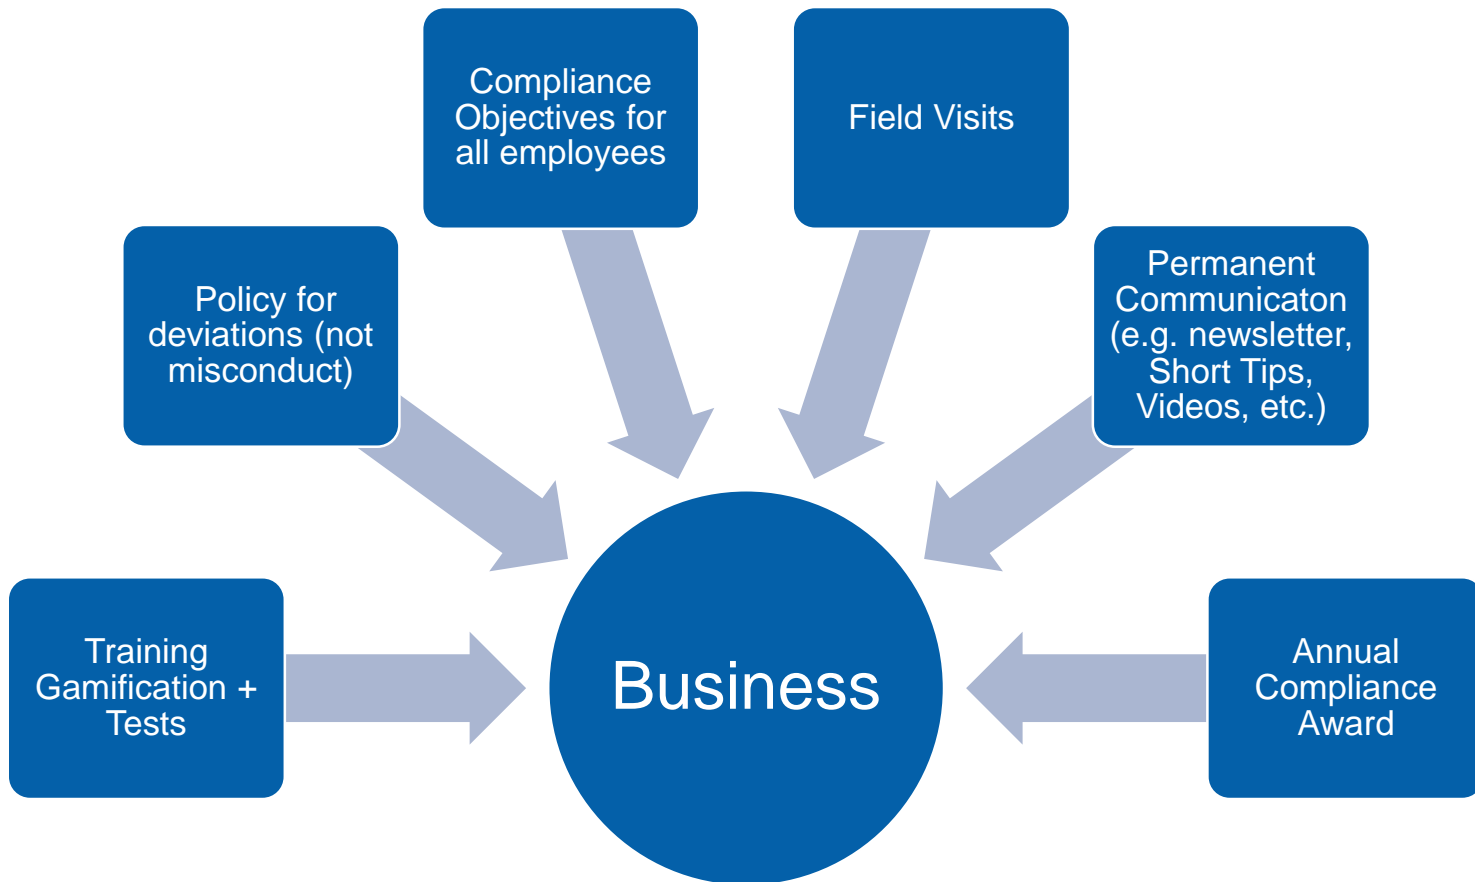 Compliance
Objectives for
all employees
Field Visits
Policy for
deviations (not
misconduct)
Permanent
Communicaton
(e.g. newsletter,
Short Tips,
Videos, etc.)
Training
Gamification +
Tests
Business
Annual
Compliance
Award